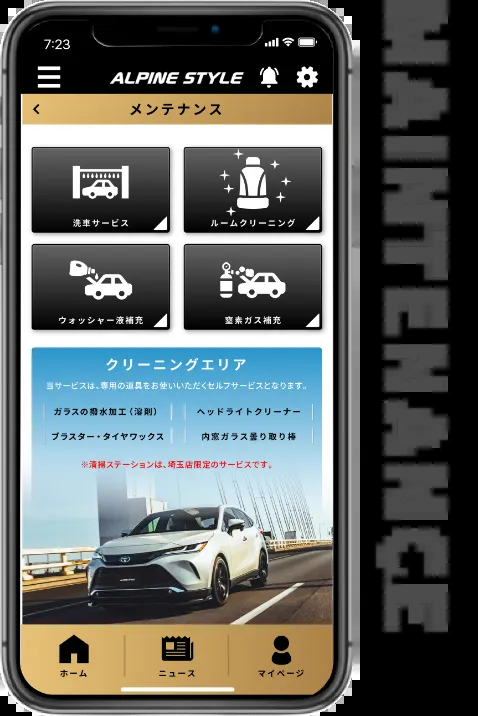 7:23
ALPINE STYLE
メンテナンス
洗車サービス
ルームクリーニング
ウォッシャー液補充
窒素ガス補充
クリーニングエリア
当サービスは、専用の道具をお使いいただくセルフサービスとなります。
ガラスの撥水加工（溶剤）
ヘッドライトクリーナー
プラスター・タイヤワックス
内窓ガラス曇り取り棒
※清掃ステーションは、埼玉店限定のサービスです。
ホーム
ニュース
マイページ
MAINTENANCE